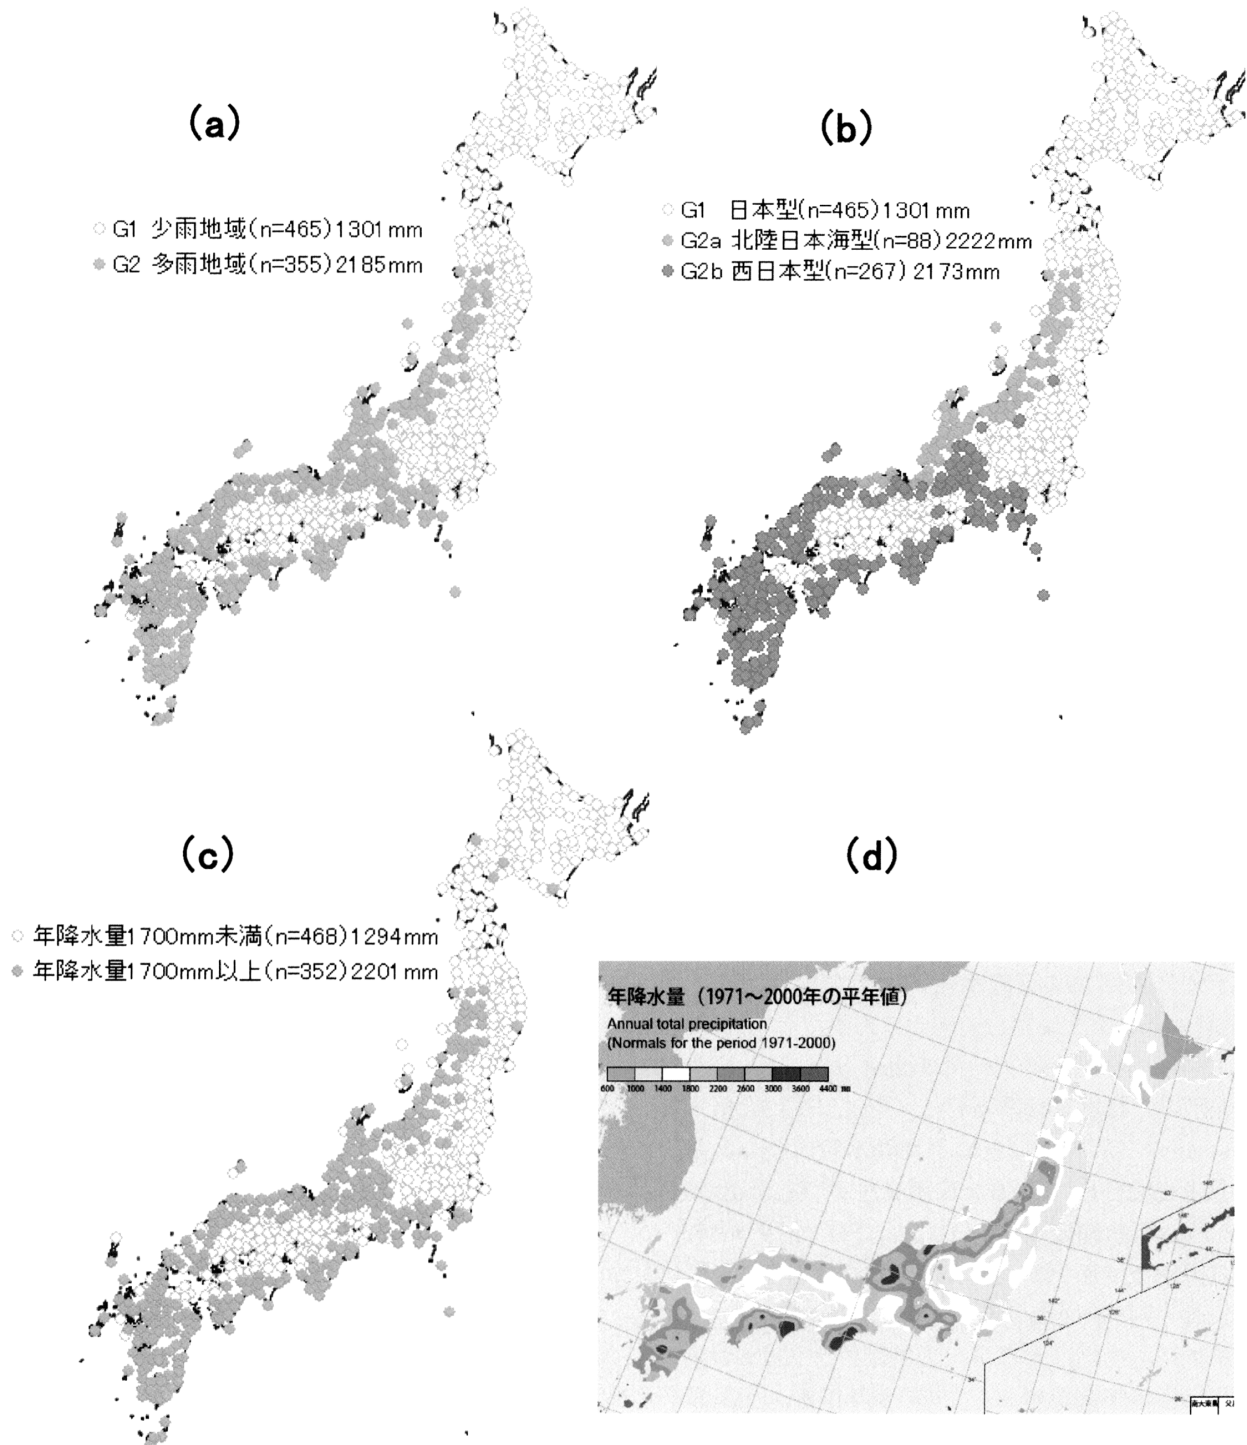 (a)
G1 少雨地域(n=465)1301mm
G2 多雨地域(n=355)2185mm
(b)
G1 日本型(n=465)1301mm
G2a 北陸日本海型(n=88)2222mm
G2b 西日本型(n=267)2173mm
(c)
年降水量1700mm未満(n=468)1294mm
年降水量1700mm以上(n=352)2201mm
(d)
年降水量（1971～2000年の平年値）
Annual total precipitation
(Normals for the period 1971-2000)
600 1000 1400 1800 2200 2600 3000 3600 4400 mm